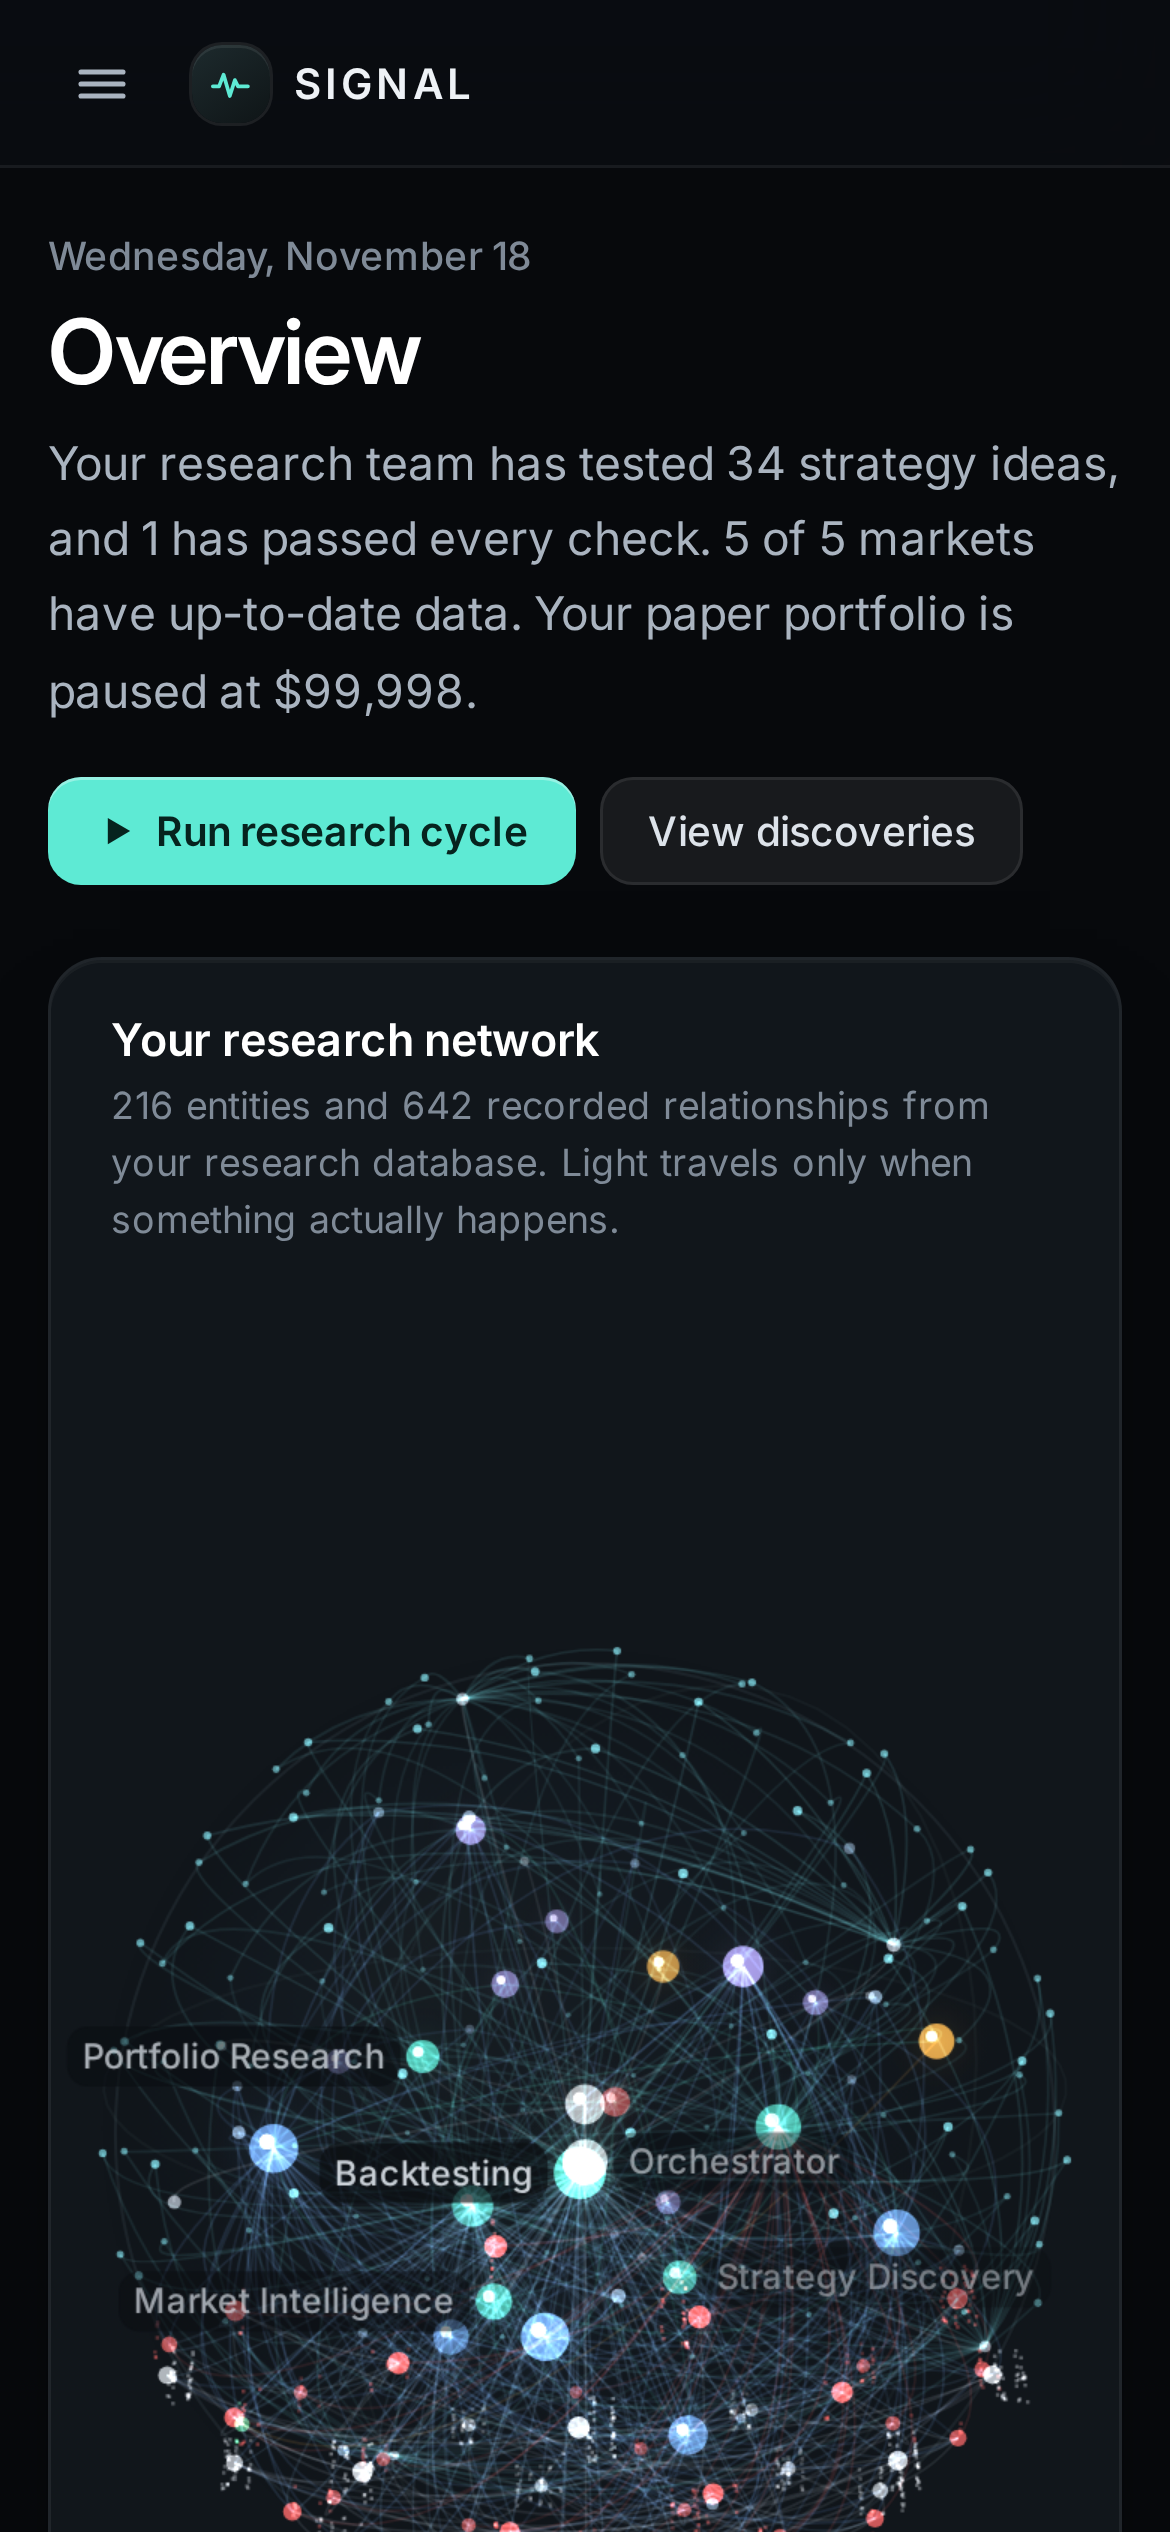 SIGNAL
Wednesday, November 18
Overview
Your research team has tested 34 strategy ideas,
and 1 has passed every check. 5 of 5 markets
have up-to-date data. Your paper portfolio is
paused at $99,998.
Run research cycle
View discoveries
Your research network
216 entities and 642 recorded relationships from
your research database. Light travels only when
something actually happens.
Portfolio Research
Backtesting
Orchestrator
Strategy Discovery
Market Intelligence